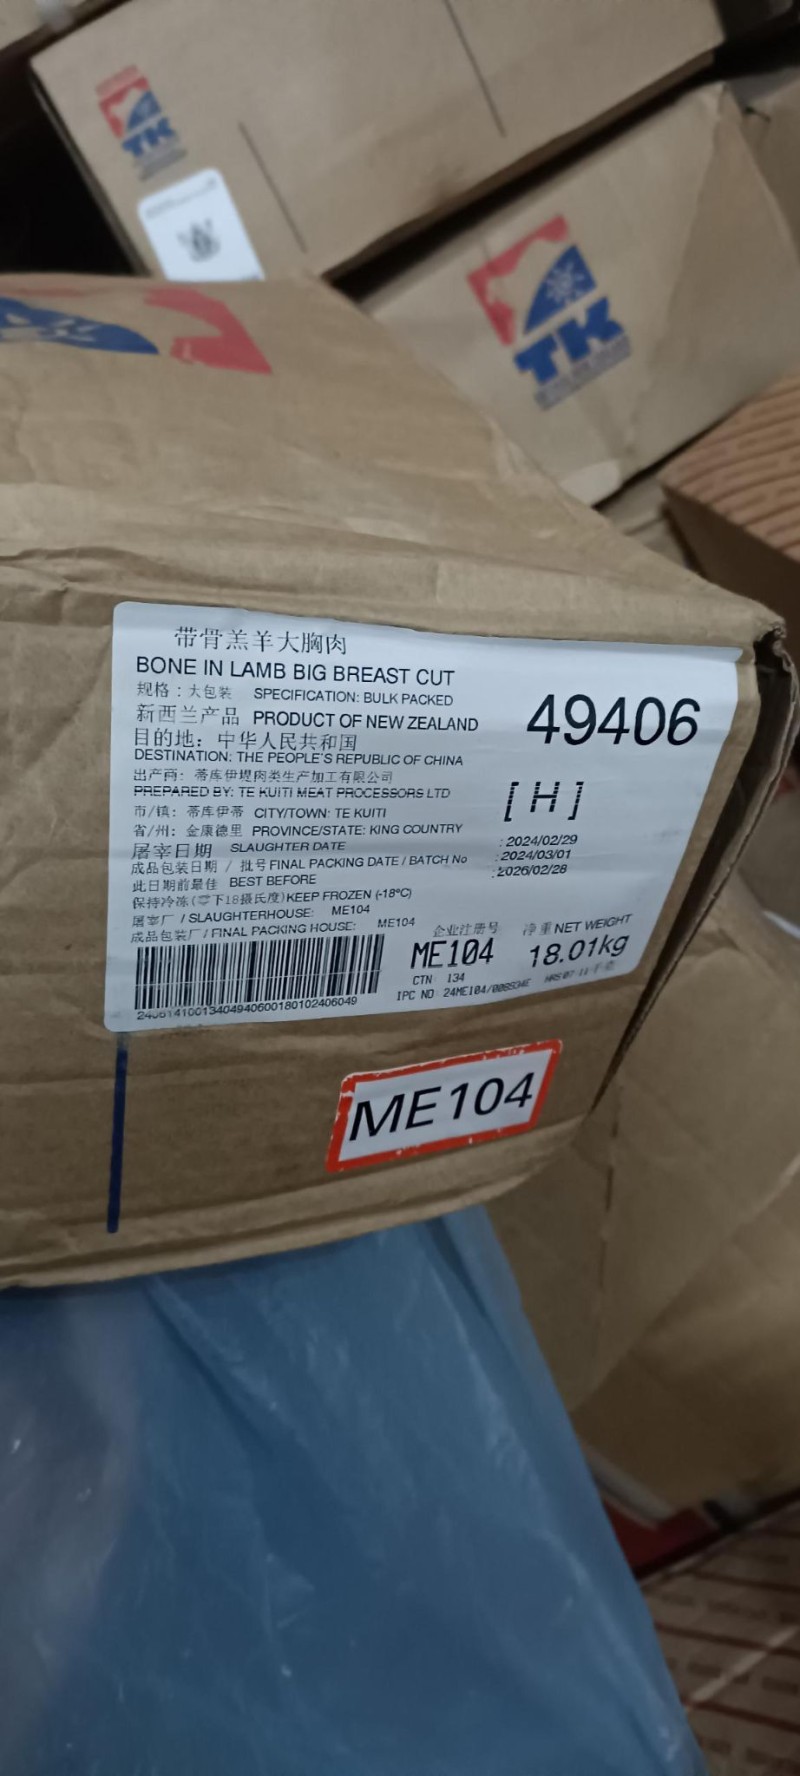 TK
TK
带骨羔羊大胸肉
BONE IN LAMB BIG BREAST CUT
规格：大包装 SPECIFICATION: BULK PACKED
新西兰产品 PRODUCT OF NEW ZEALAND
49406
目的地：中华人民共和国
DESTINATION: THE PEOPLE'S REPUBLIC OF CHINA
出产商：蒂库伊堤肉类生产加工有限公司
PREPARED BY: TE KUITI MEAT PROCESSORS LTD
[H]
市/镇：蒂库伊蒂 CITY/TOWN: TE KUITI
省/州：金康德里 PROVINCE/STATE: KING COUNTRY
屠宰日期 SLAUGHTER DATE :2024/02/29
成品包装日期 / 批号 FINAL PACKING DATE / BATCH No :2024/03/01
此日期前最佳 BEST BEFORE :2026/02/28
保持冷冻(零下18摄氏度)KEEP FROZEN (-18°C)
屠宰厂 / SLAUGHTERHOUSE: ME104
成品包装厂 / FINAL PACKING HOUSE: ME104
企业注册号 净重 NET WEIGHT
ME104 18.01kg
CTN 134
IPC NO 24ME104/
ME104